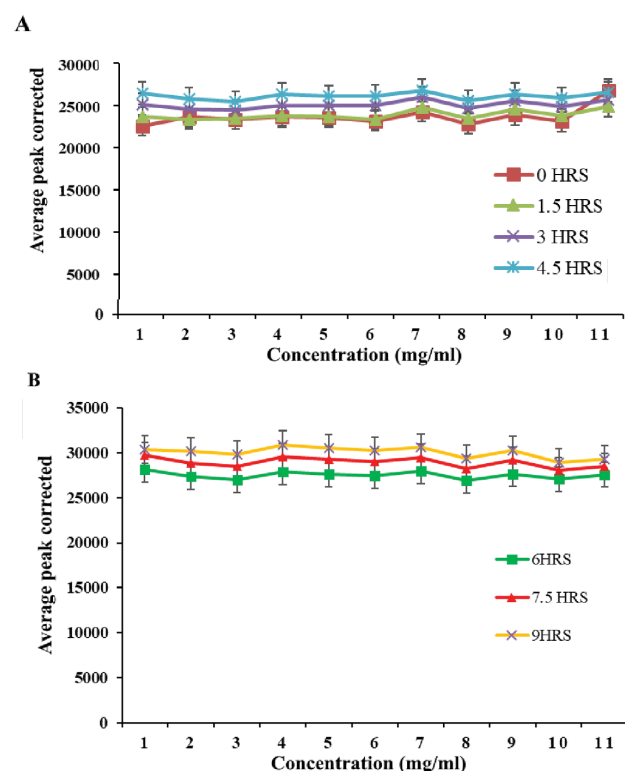 A
30000
25000
20000
15000
10000
5000
0
Average peak corrected
0 HRS
1.5 HRS
3 HRS
4.5 HRS
1 2 3 4 5 6 7 8 9 10 11
Concentration (mg/ml)
B
35000
30000
25000
20000
15000
10000
5000
0
Average peak corrected
6HRS
7.5 HRS
9HRS
1 2 3 4 5 6 7 8 9 10 11
Concentration (mg/ml)